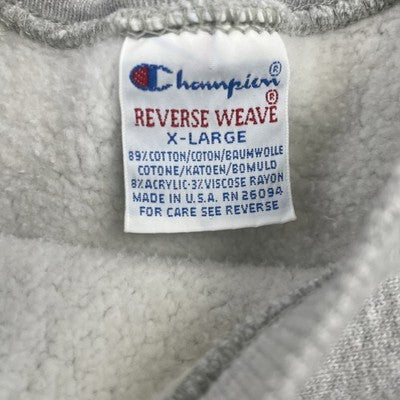 Champion®
REVERSE WEAVE®
X-LARGE
89% COTTON/COTON/BAUMWOLLE
COTONE/KATOEN/BOMULD
8% ACRYLIC·3% VISCOSE RAYON
MADE IN U.S.A. RN 26094
FOR CARE SEE REVERSE